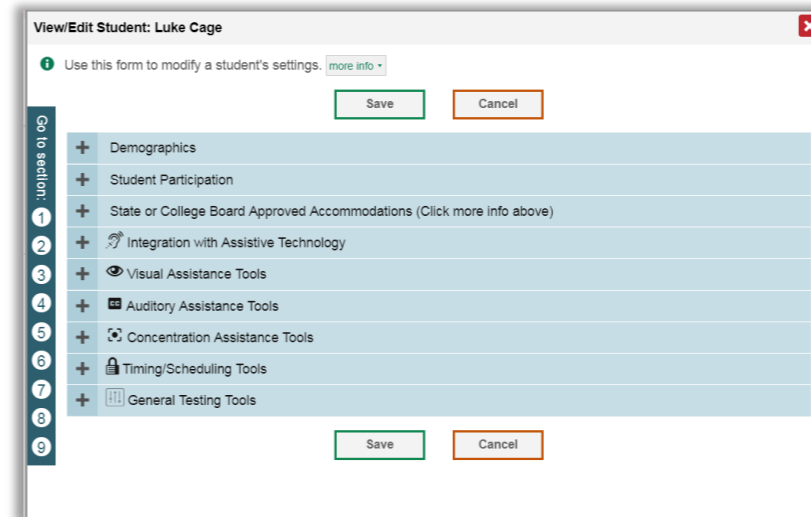 View/Edit Student: Luke Cage
Use this form to modify a student's settings. more info
Save Cancel
Go to section:
1
2
3
4
5
6
7
8
9
Demographics
Student Participation
State or College Board Approved Accommodations (Click more info above)
Integration with Assistive Technology
Visual Assistance Tools
CC Auditory Assistance Tools
Concentration Assistance Tools
Timing/Scheduling Tools
General Testing Tools
Save Cancel